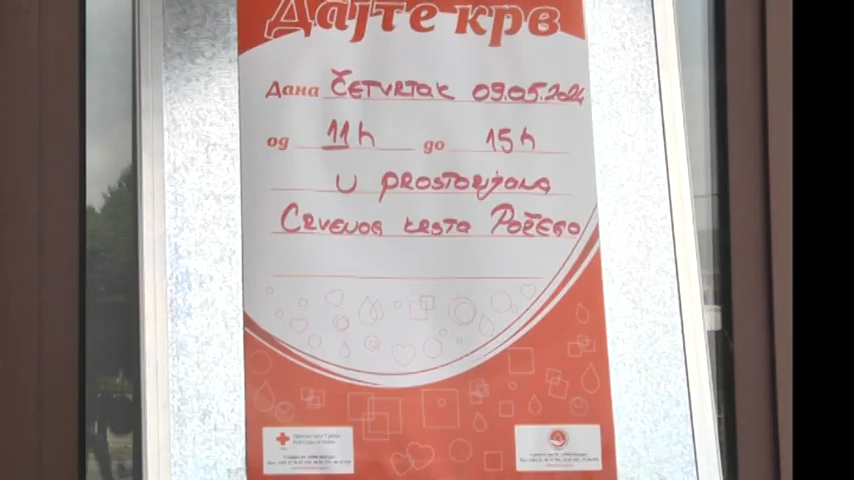 Дајте крв
Дана ČETVRTAK 09.05.2024
од 11h до 15h
U PROSTORIJAMA
CRVENOG KRSTA POŽEGA